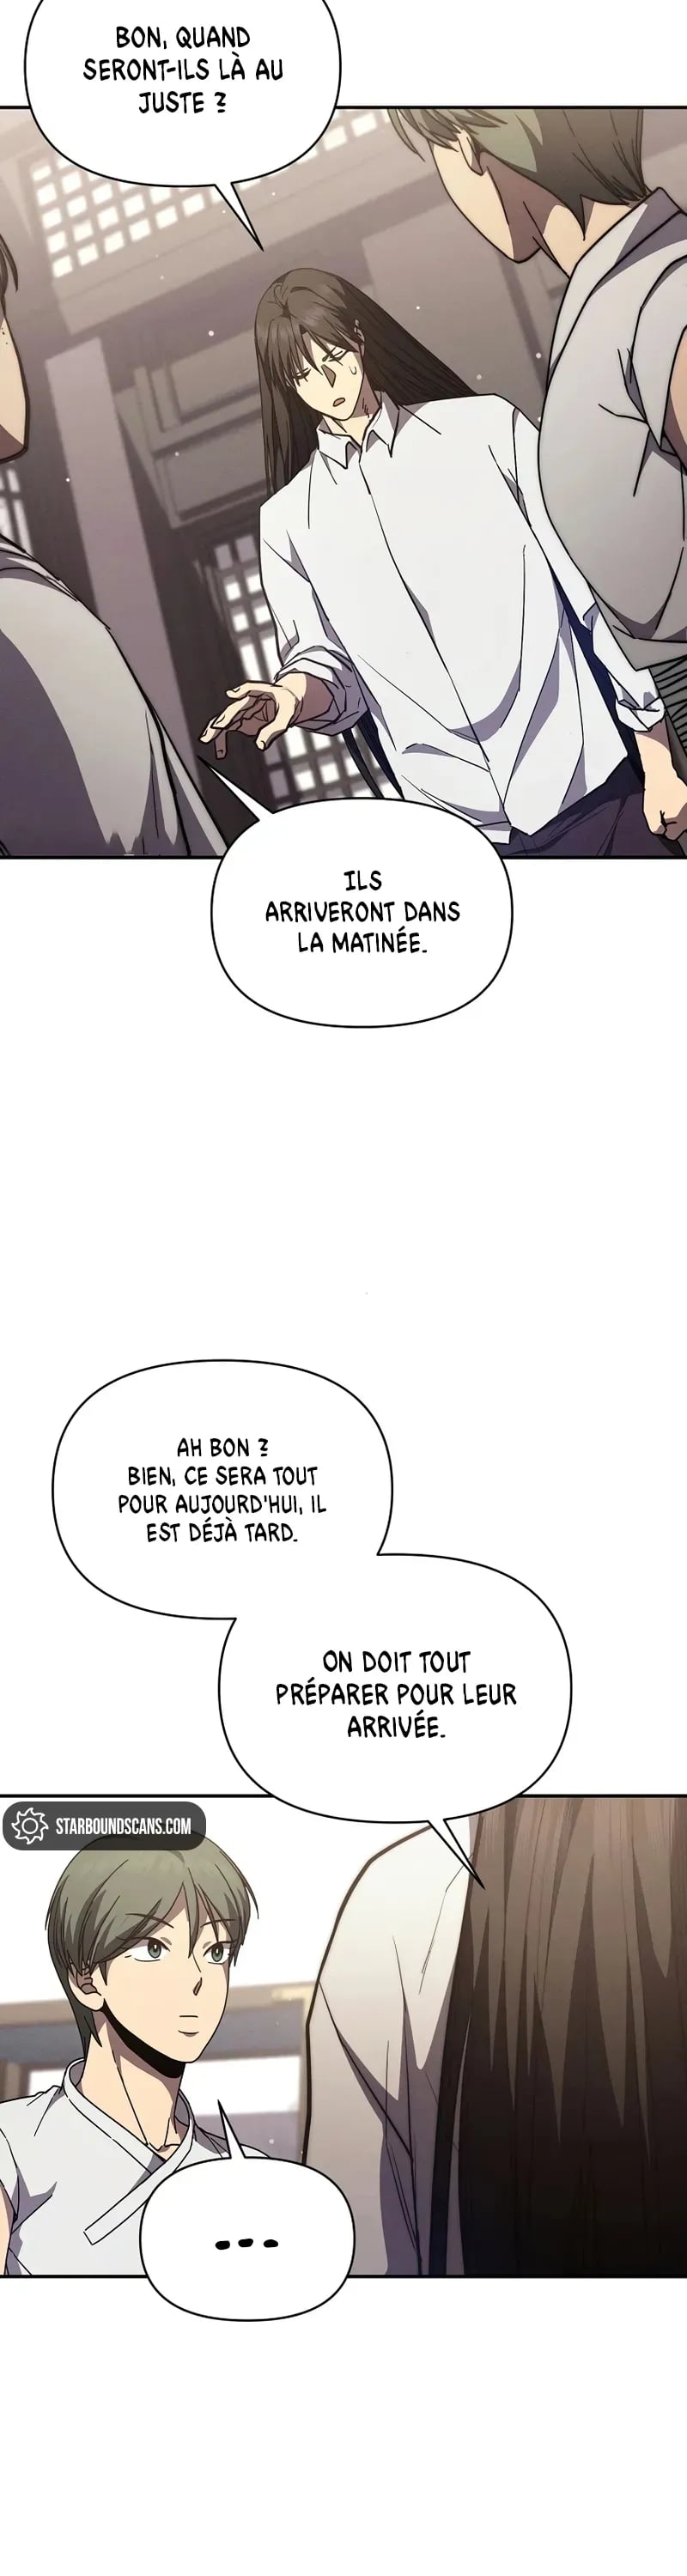 BON, QUAND
SERONT-ILS LÀ AU
JUSTE ?
ILS
ARRIVERONT DANS
LA MATINÉE.
AH BON ?
BIEN, CE SERA TOUT
POUR AUJOURD'HUI, IL
EST DÉJÀ TARD.
ON DOIT TOUT
PRÉPARER POUR LEUR
ARRIVÉE.
STARBOUNDSCANS.COM
...